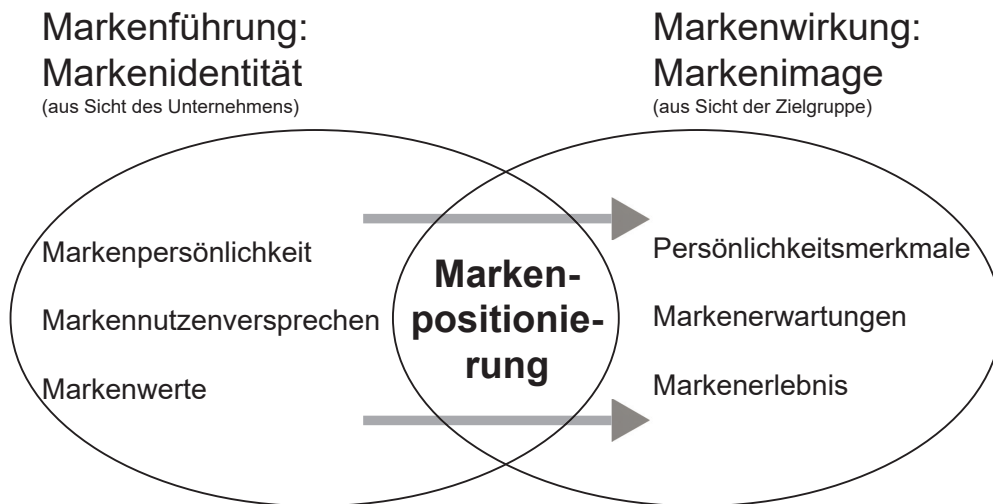 Markenführung:
Markenidentität
(aus Sicht des Unternehmens)
Markenwirkung:
Markenimage
(aus Sicht der Zielgruppe)
Markenpersönlichkeit
Markennutzenversprechen
Markenwerte
Marken-
positionie-
rung
Persönlichkeitsmerkmale
Markenerwartungen
Markenerlebnis